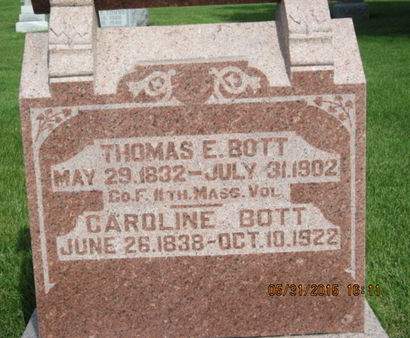 THOMAS E. BOTT
MAY 29, 1832-JULY 31, 1902
CO. F. 11TH. MASS. VOL.
CAROLINE BOTT
JUNE 26, 1838-OCT. 10, 1922
05/31/2015 16:11